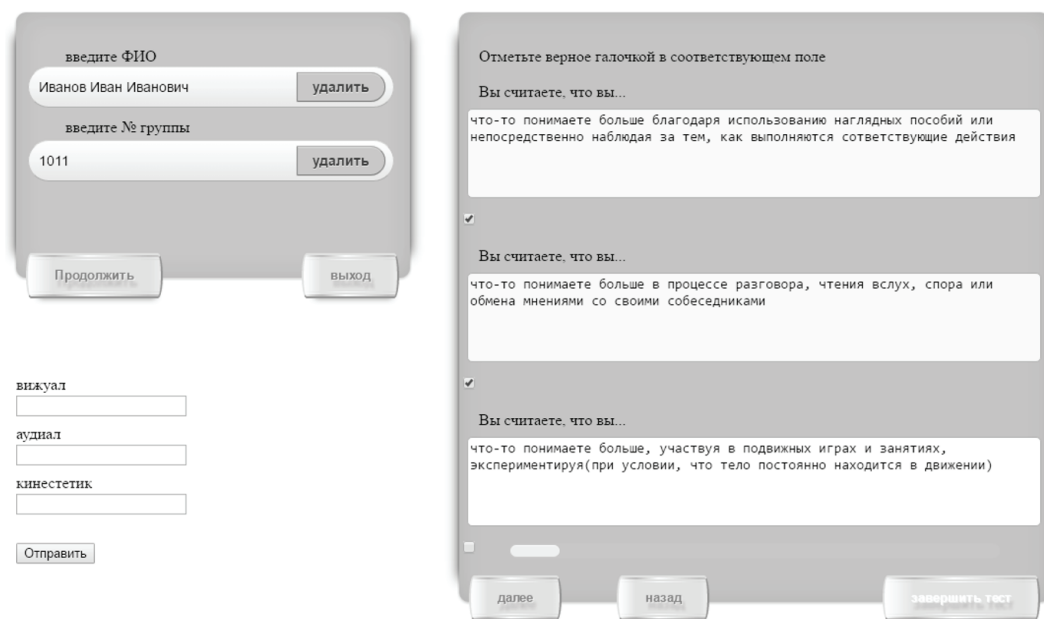 введите ФИО
Иванов Иван Иванович
удалить
введите № группы
1011
удалить
Продолжить
выход
вижуал
аудиал
кинестетик
Отправить
Отметьте верное галочкой в соответствующем поле
Вы считаете, что вы...
что-то понимаете больше благодаря использованию наглядных пособий или
непосредственно наблюдая за тем, как выполняются сответствующие действия
Вы считаете, что вы...
что-то понимаете больше в процессе разговора, чтения вслух, спора или
обмена мнениями со своими собеседниками
Вы считаете, что вы...
что-то понимаете больше, участвуя в подвижных играх и занятиях,
экспериментируя(при условии, что тело постоянно находится в движении)
далее
назад
завершить тест